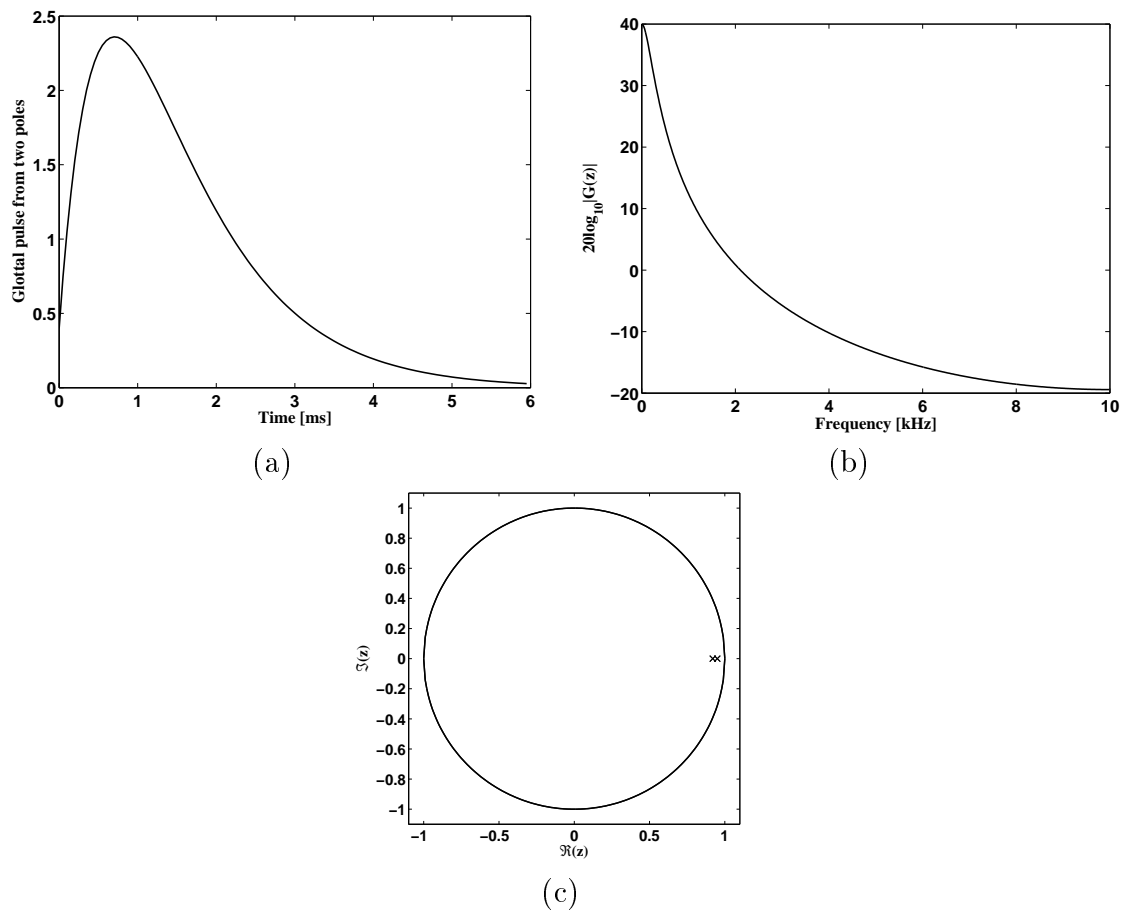 2.5
2
1.5
1
0.5
0
0 1 2 3 4 5 6
Glottal pulse from two poles
Time [ms]
(a)
40
30
20
10
0
−10
−20
0 2 4 6 8 10
20log10|G(z)|
Frequency [kHz]
(b)
1
0.8
0.6
0.4
0.2
0
−0.2
−0.4
−0.6
−0.8
−1
−1 −0.5 0 0.5 1
ℑ(z)
ℜ(z)
(c)